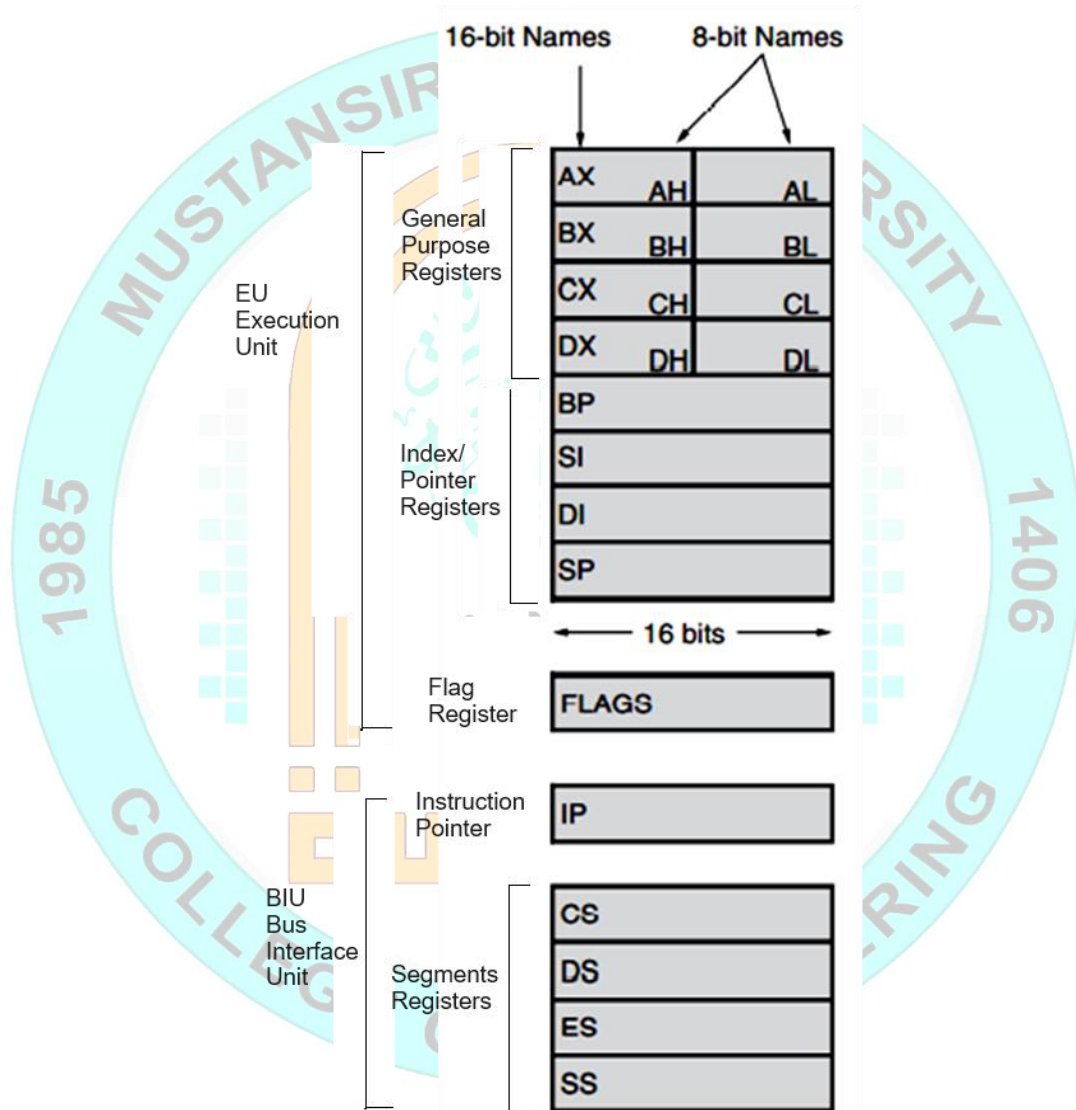 16-bit Names 8-bit Names
AX AH AL
General
Purpose
Registers
BX BH BL
CX CH CL
DX DH DL
EU
Execution
Unit
BP
Index/
Pointer
Registers
SI
DI
SP
16 bits
Flag
Register
FLAGS
Instruction
Pointer
IP
BIU
Bus
Interface
Unit
CS
Segments
Registers
DS
ES
SS
1985
1406